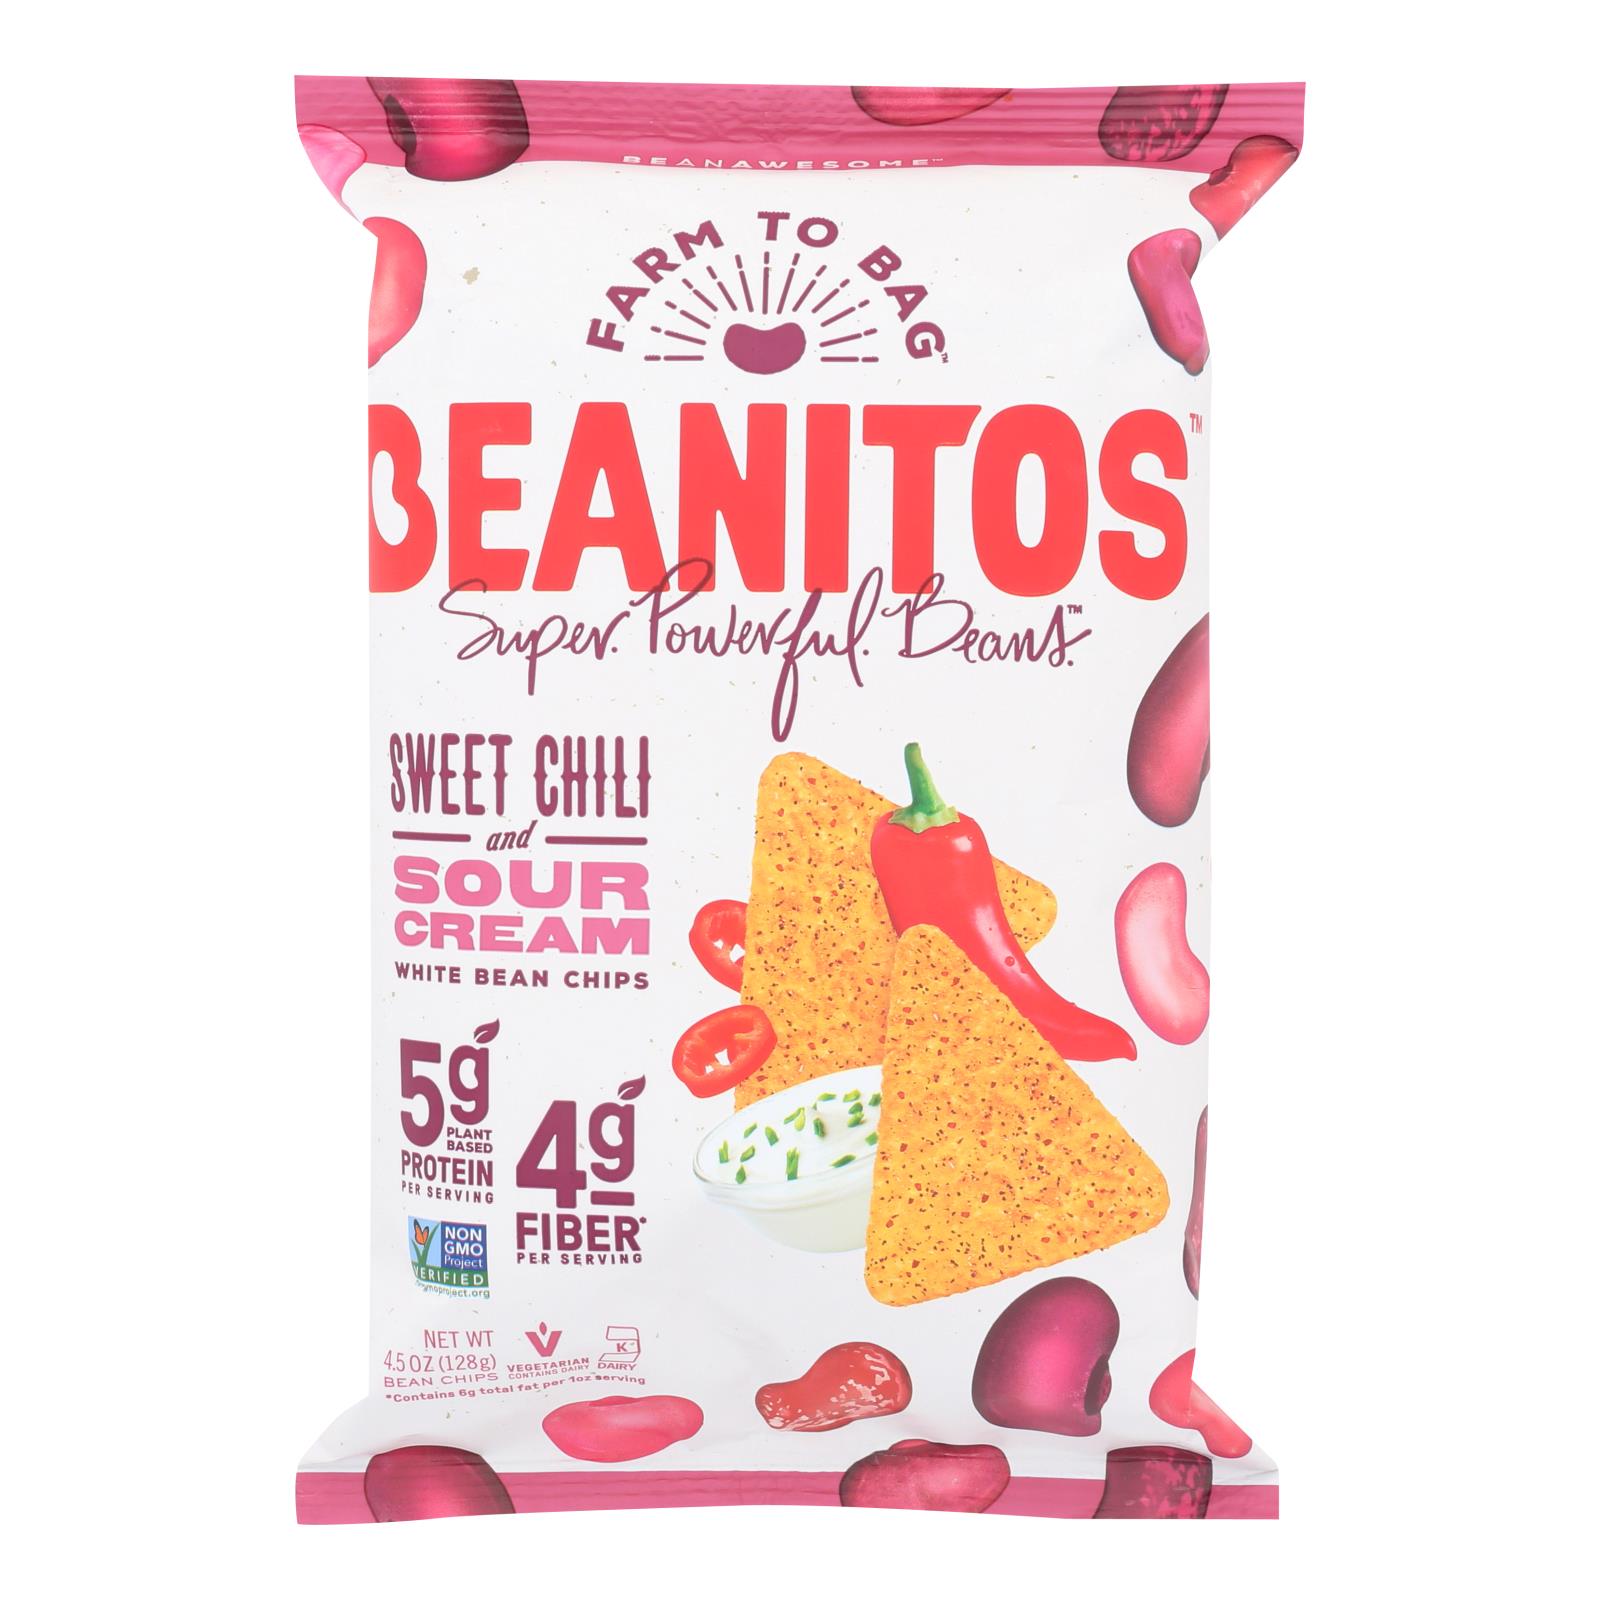 BEANAWESOME™
FARM TO BAG™
BEANITOS™
Super. Powerful. Beans.™
SWEET CHILI
and
SOUR
CREAM
WHITE BEAN CHIPS
5g
PLANT
BASED
PROTEIN
PER SERVING
4g
FIBER*
PER SERVING
NON
GMO
Project
VERIFIED
NET WT
4.5 OZ (128g)
BEAN CHIPS
VEGETARIAN
CONTAINS DAIRY
K
DAIRY
*Contains 6g total fat per 1oz serving